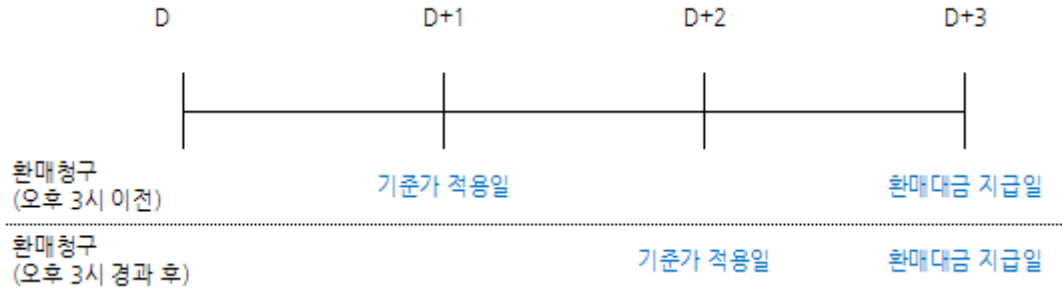 D D+1 D+2 D+3
환매청구
(오후 3시 이전) 기준가 적용일 환매대금 지급일
환매청구
(오후 3시 경과 후) 기준가 적용일 환매대금 지급일